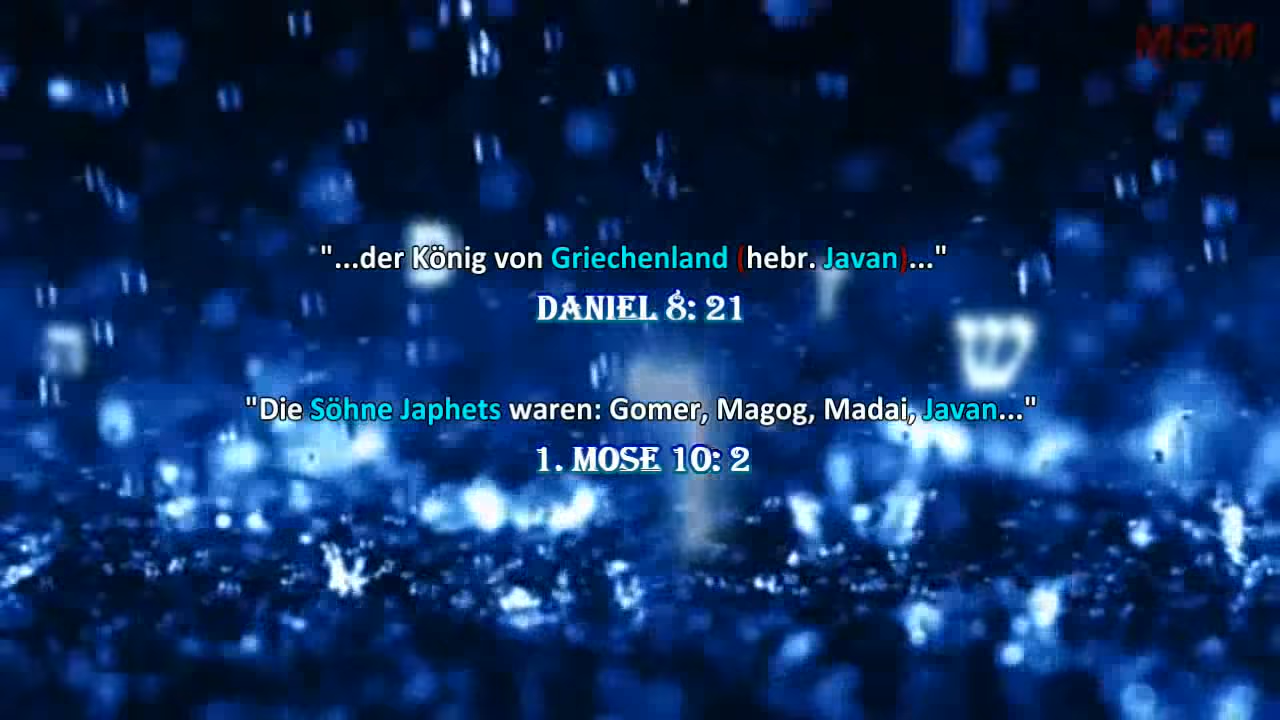 MCM
"...der König von Griechenland (hebr. Javan)..."
DANIEL 8: 21
"Die Söhne Japhets waren: Gomer, Magog, Madai, Javan..."
1. MOSE 10: 2